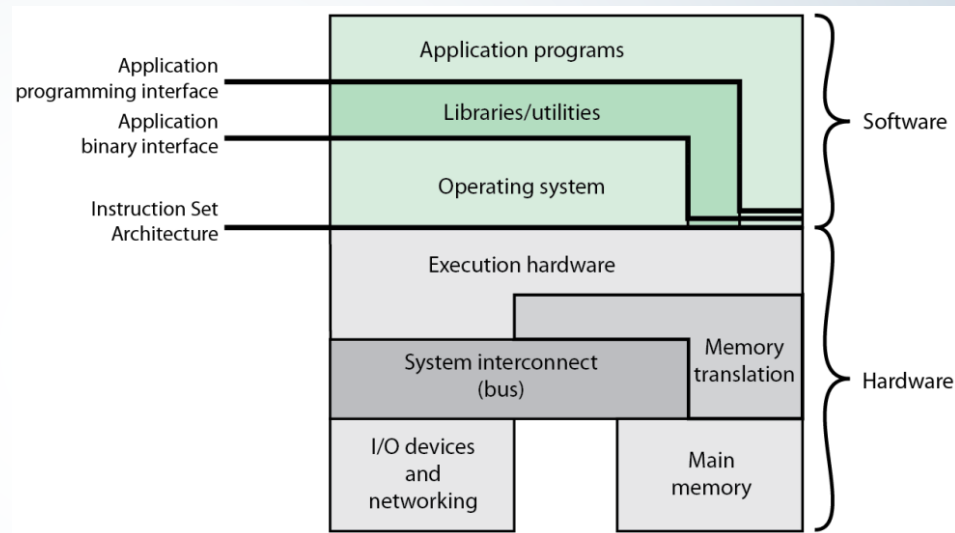 Application programs
Application
programming interface
Libraries/utilities
Application
binary interface
Software
Operating system
Instruction Set
Architecture
Execution hardware
Memory
translation
System interconnect
(bus)
Hardware
I/O devices
and
networking
Main
memory